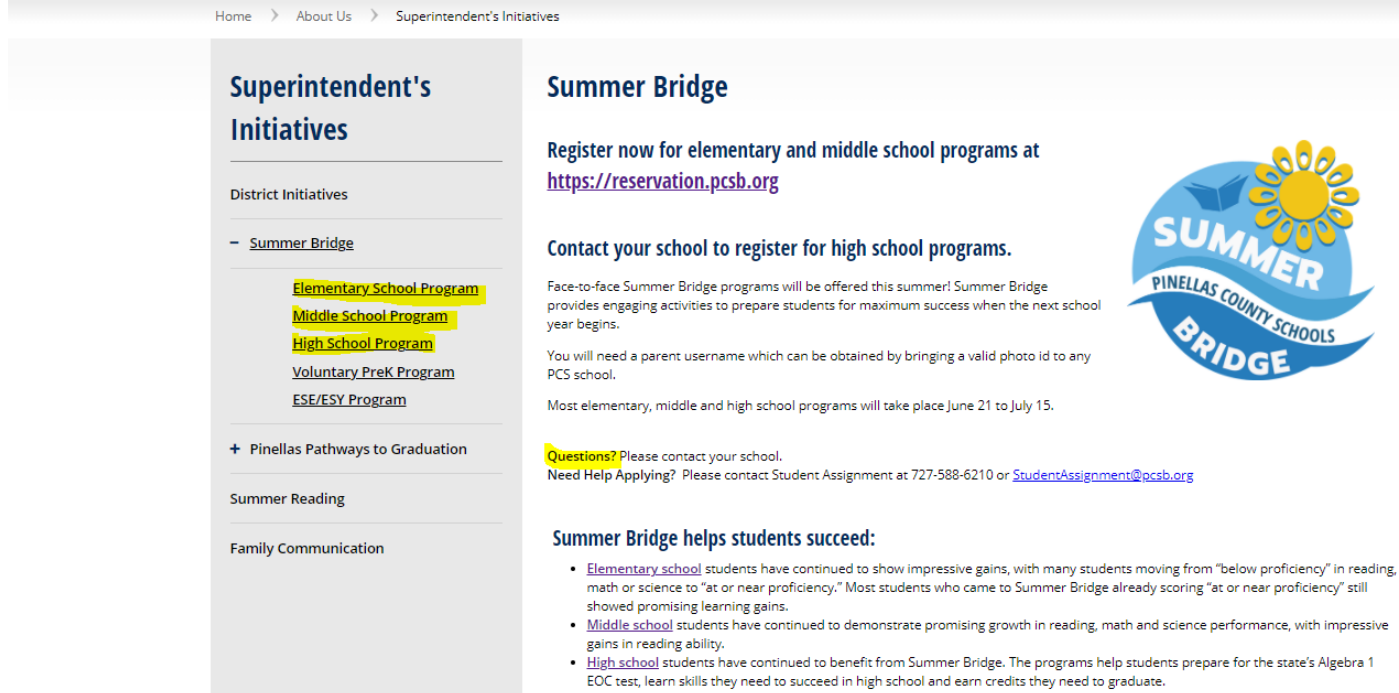 Home > About Us > Superintendent's Initiatives
Superintendent's
Initiatives
District Initiatives
− Summer Bridge
Elementary School Program
Middle School Program
High School Program
Voluntary PreK Program
ESE/ESY Program
+ Pinellas Pathways to Graduation
Summer Reading
Family Communication
Summer Bridge
Register now for elementary and middle school programs at
https://reservation.pcsb.org
Contact your school to register for high school programs.
Face-to-face Summer Bridge programs will be offered this summer! Summer Bridge
provides engaging activities to prepare students for maximum success when the next school
year begins.
You will need a parent username which can be obtained by bringing a valid photo id to any
PCS school.
Most elementary, middle and high school programs will take place June 21 to July 15.
Questions? Please contact your school.
Need Help Applying? Please contact Student Assignment at 727-588-6210 or StudentAssignment@pcsb.org
SUMMER
PINELLAS COUNTY SCHOOLS
BRIDGE
Summer Bridge helps students succeed:
• Elementary school students have continued to show impressive gains, with many students moving from “below proficiency” in reading,
math or science to “at or near proficiency.” Most students who came to Summer Bridge already scoring “at or near proficiency” still
showed promising learning gains.
• Middle school students have continued to demonstrate promising growth in reading, math and science performance, with impressive
gains in reading ability.
• High school students have continued to benefit from Summer Bridge. The programs help students prepare for the state’s Algebra 1
EOC test, learn skills they need to succeed in high school and earn credits they need to graduate.